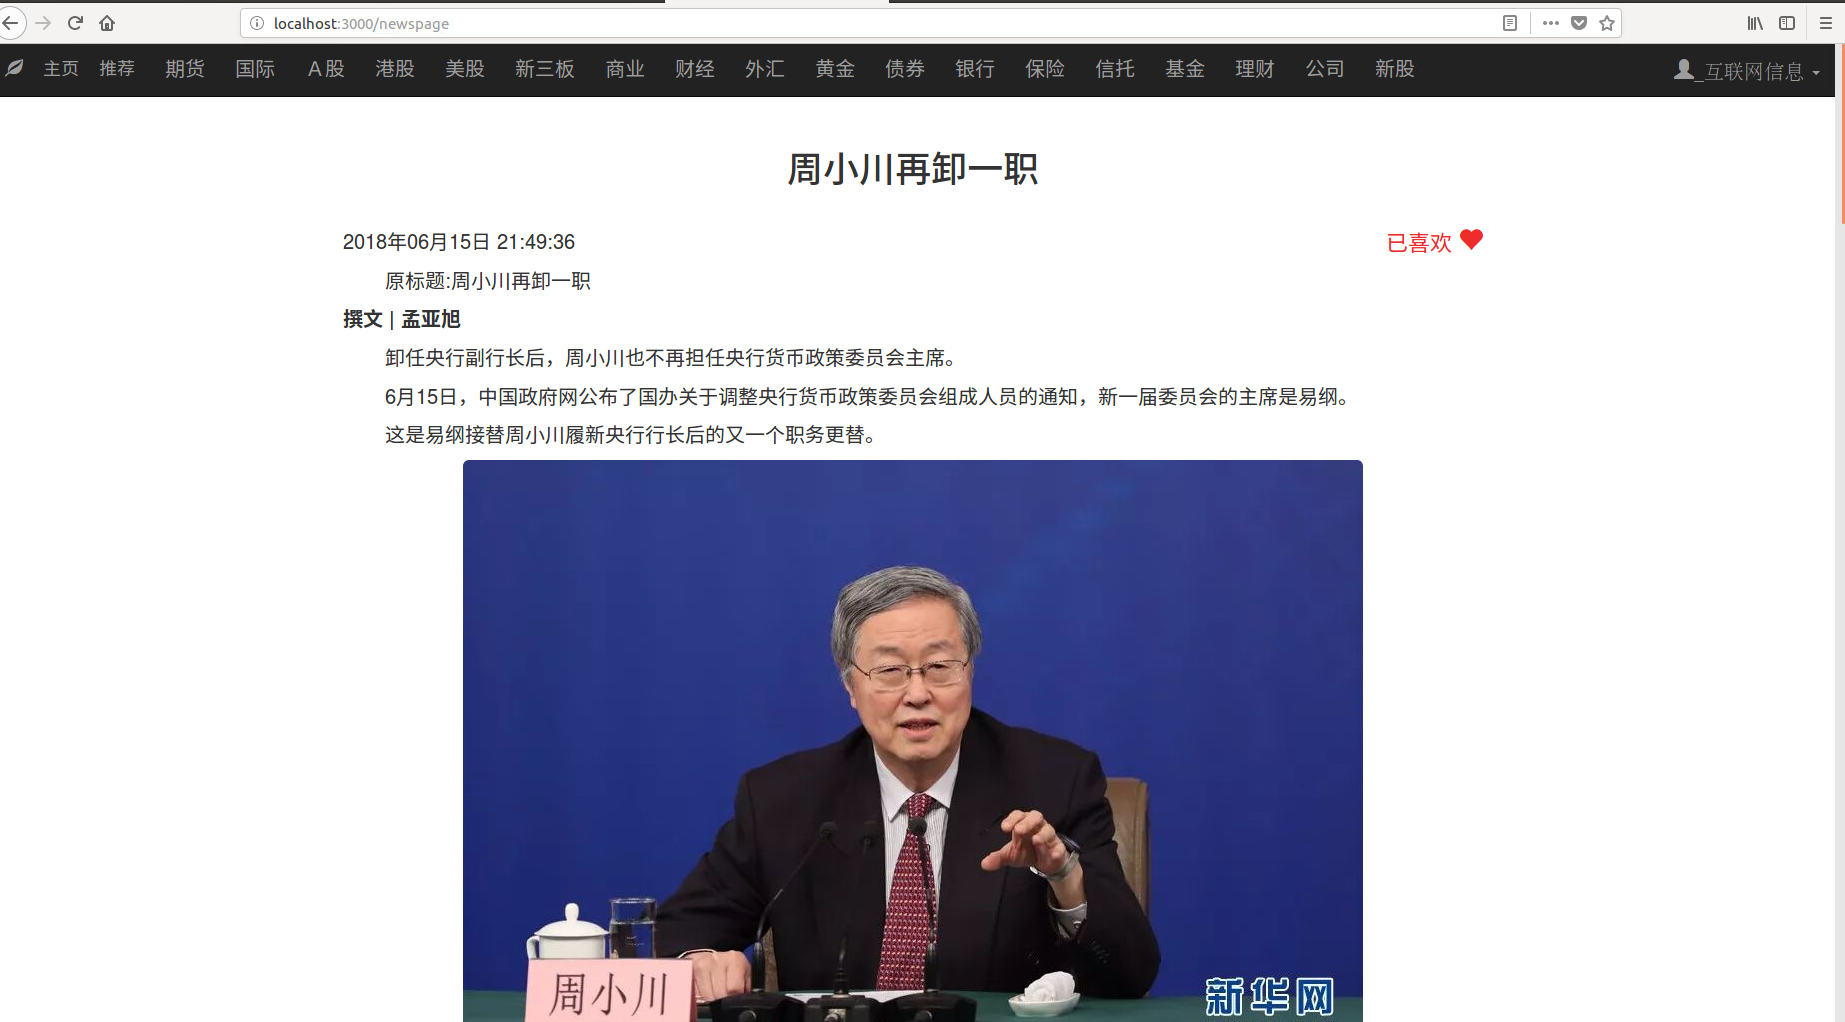 localhost:3000/newspage
主页 推荐 期货 国际 A股 港股 美股 新三板 商业 财经 外汇 黄金 债券 银行 保险 信托 基金 理财 公司 新股 _互联网信息
周小川再卸一职
2018年06月15日 21:49:36 已喜欢
原标题:周小川再卸一职
撰文 | 孟亚旭
卸任央行副行长后，周小川也不再担任央行货币政策委员会主席。
6月15日，中国政府网公布了国办关于调整央行货币政策委员会组成人员的通知，新一届委员会的主席是易纲。
这是易纲接替周小川履新央行行长后的又一个职务更替。
周小川
新华网